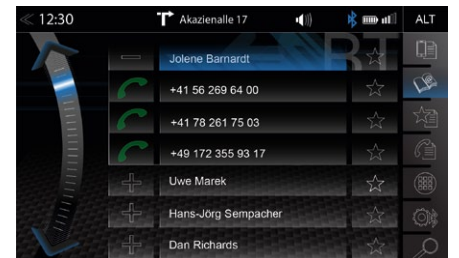 12:30 Akazienalle 17 ALT
Jolene Barnardt
+41 56 269 64 00
+41 78 261 75 03
+49 172 355 93 17
Uwe Marek
Hans-Jörg Sempacher
Dan Richards